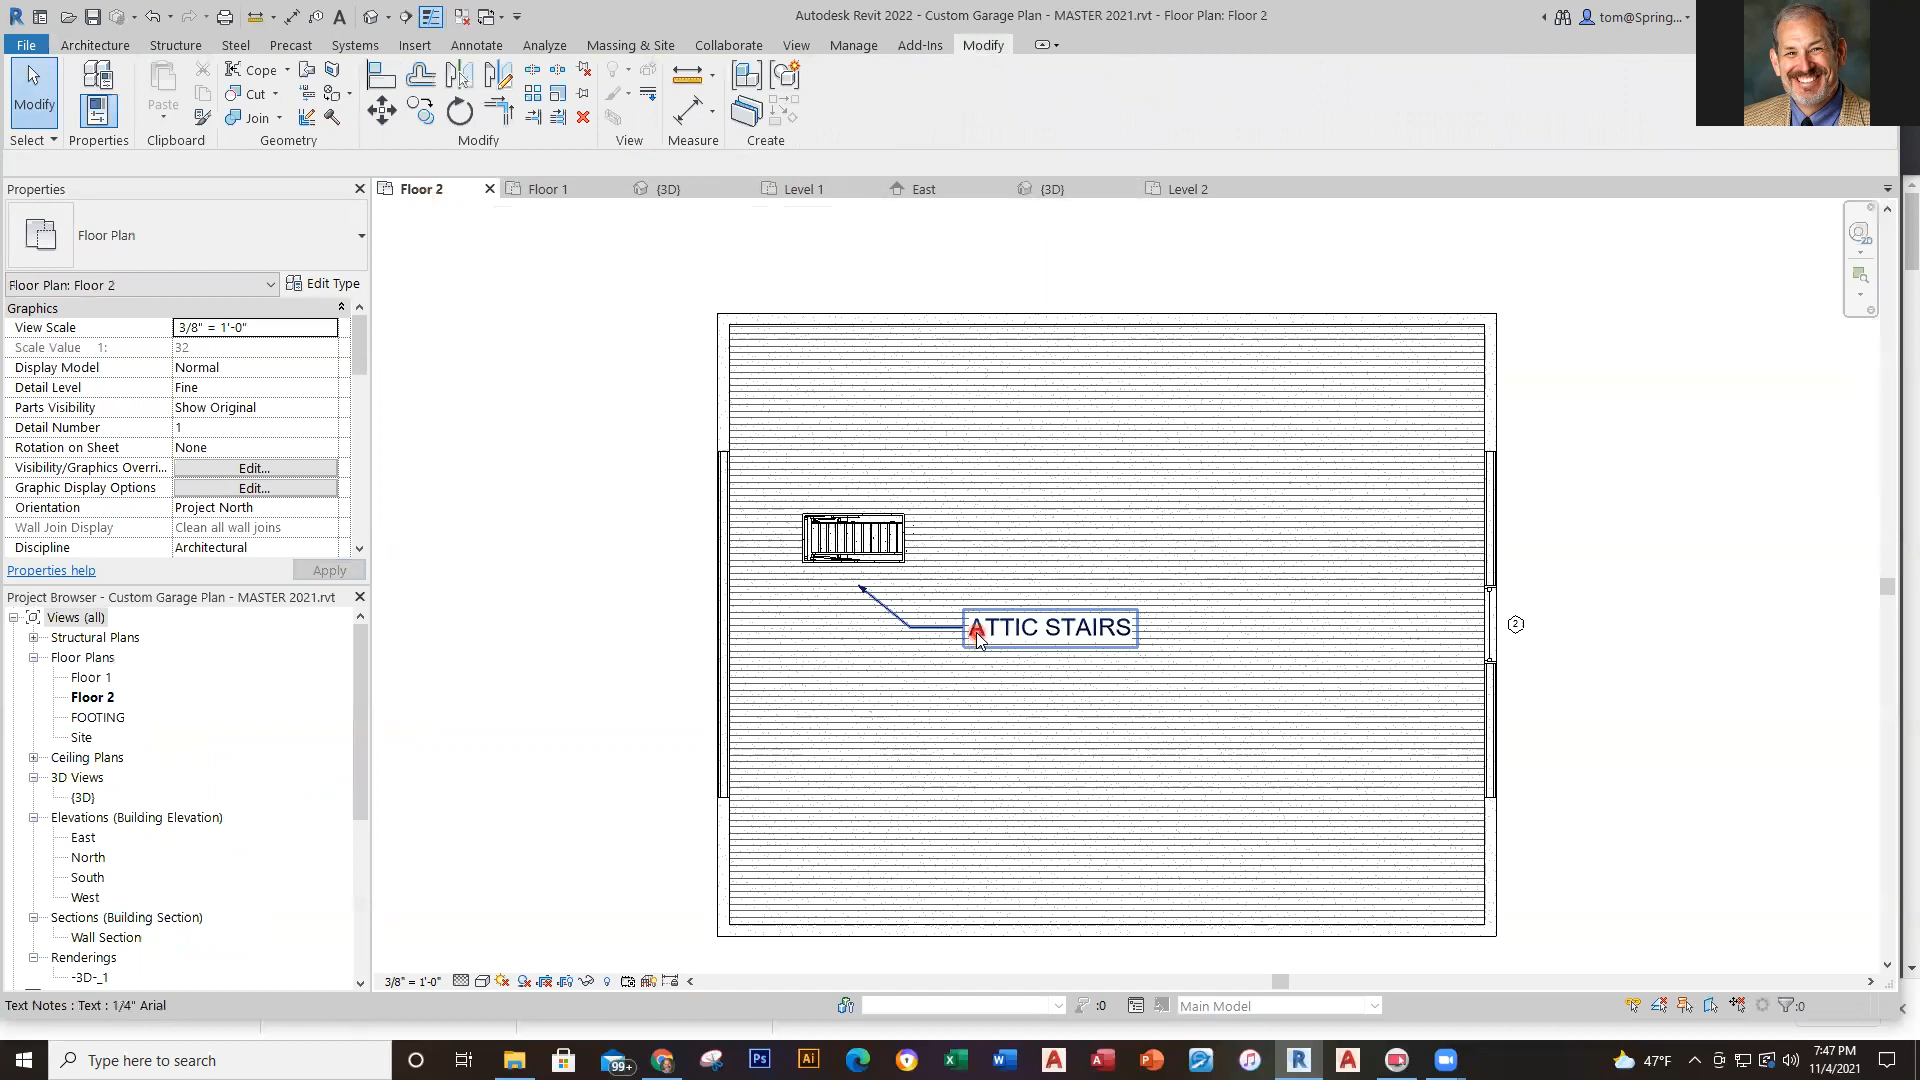 Autodesk Revit 2022 - Custom Garage Plan - MASTER 2021.rvt - Floor Plan: Floor 2
tom@Spring...
File Architecture Structure Steel Precast Systems Insert Annotate Analyze Massing & Site Collaborate View Manage Add-Ins Modify
Modify
Paste
Cope
Cut
Join
Select Properties Clipboard Geometry Modify View Measure Create
Properties
Floor 2 Floor 1 {3D} Level 1 East {3D} Level 2
Floor Plan
Floor Plan: Floor 2 Edit Type
Graphics
View Scale 3/8" = 1'-0"
Scale Value 1: 32
Display Model Normal
Detail Level Fine
Parts Visibility Show Original
Detail Number 1
Rotation on Sheet None
Visibility/Graphics Overri... Edit...
Graphic Display Options Edit...
Orientation Project North
Wall Join Display Clean all wall joins
Discipline Architectural
Properties help Apply
Project Browser - Custom Garage Plan - MASTER 2021.rvt
Views (all)
Structural Plans
Floor Plans
Floor 1
Floor 2
FOOTING
Site
Ceiling Plans
3D Views
{3D}
Elevations (Building Elevation)
East
North
South
West
Sections (Building Section)
Wall Section
Renderings
-3D-_1
ATTIC STAIRS
2
2D
3/8" = 1'-0"
Text Notes : Text : 1/4" Arial
:0
Main Model
:0
Type here to search
99+
Ps
Ai
47°F
7:47 PM
11/4/2021